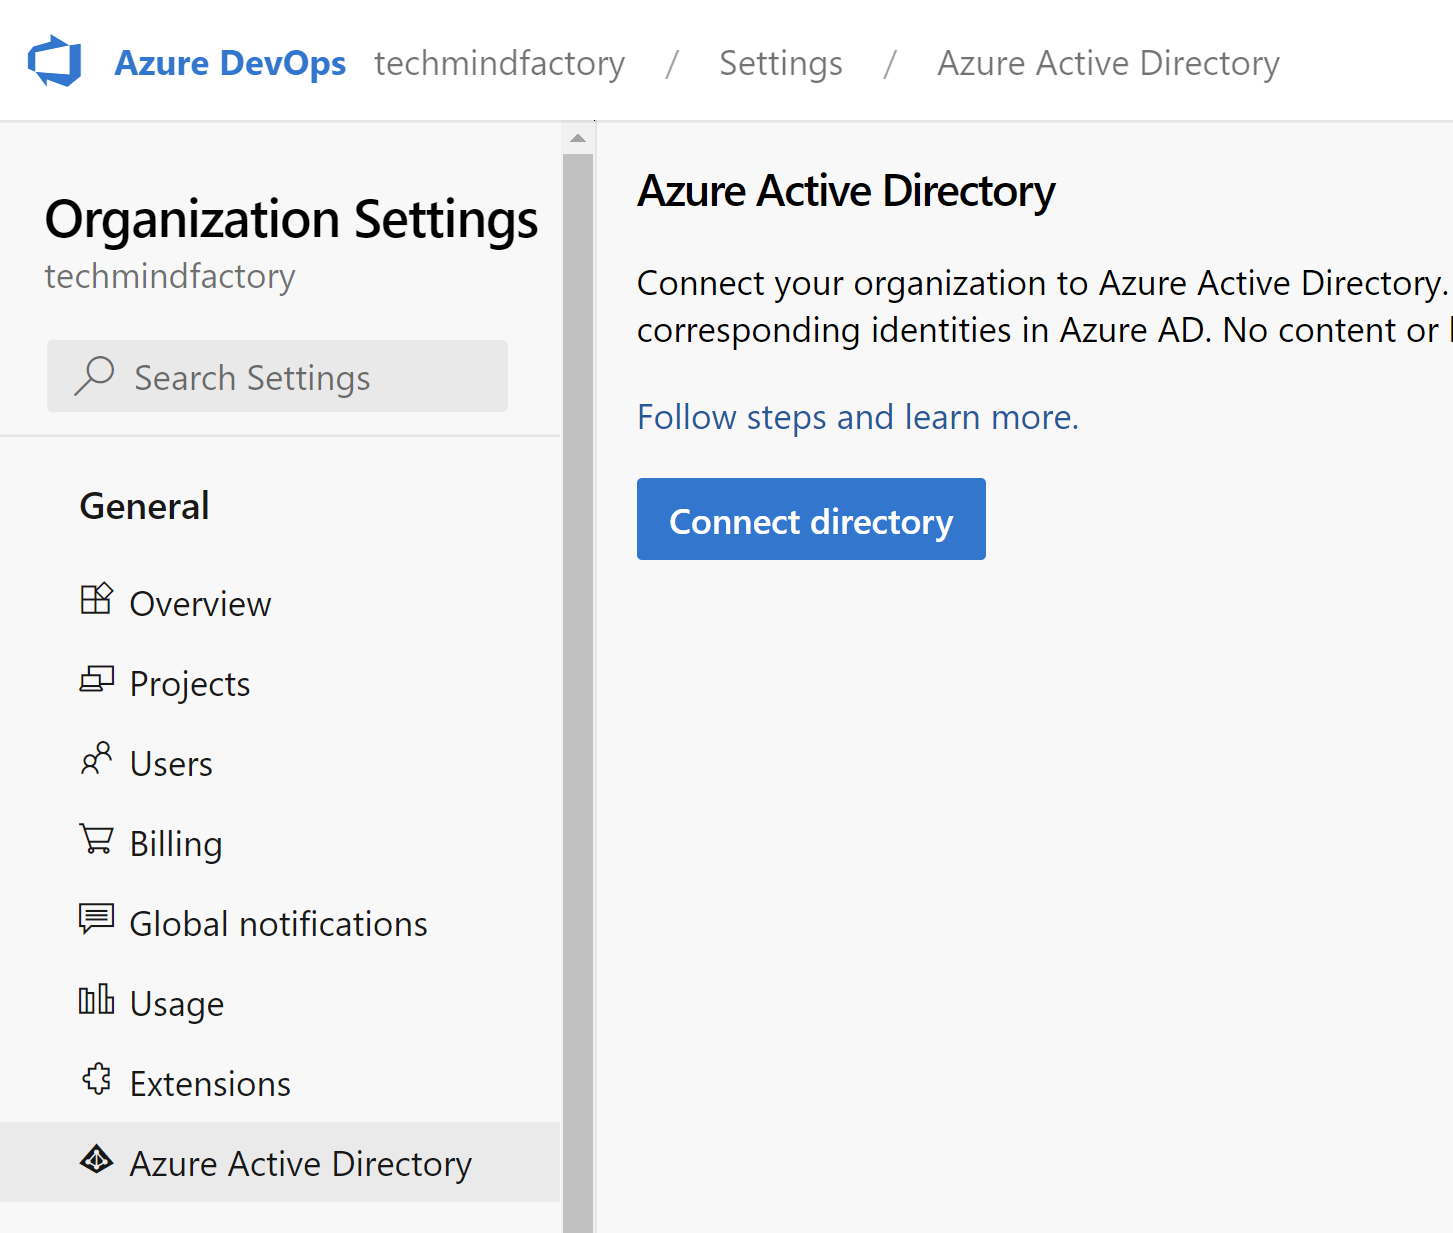 Azure DevOps techmindfactory / Settings / Azure Active Directory
Organization Settings
techmindfactory
Search Settings
General
Overview
Projects
Users
Billing
Global notifications
Usage
Extensions
Azure Active Directory
Azure Active Directory
Connect your organization to Azure Active Directory.
corresponding identities in Azure AD. No content or
Follow steps and learn more.
Connect directory